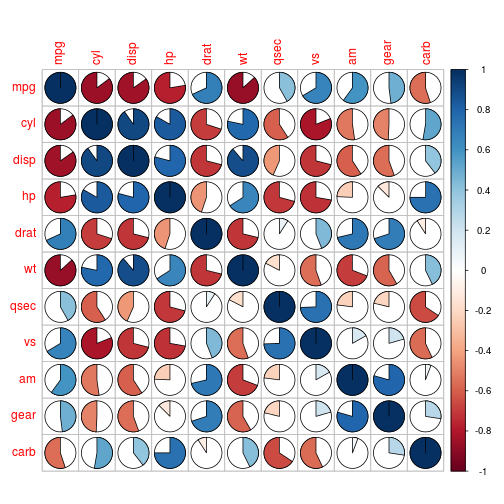 mpg cyl disp hp drat wt qsec vs am gear carb
mpg
cyl
disp
hp
drat
wt
qsec
vs
am
gear
carb
1
0.8
0.6
0.4
0.2
0
-0.2
-0.4
-0.6
-0.8
-1